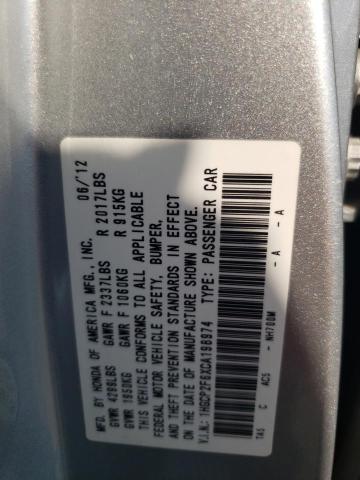 MFD. BY HONDA OF AMERICA MFG., INC. 06/12
GVWR 4299LBS GAWR F 2337LBS R 2017LBS
GVWR 1950KG GAWR F 1060KG R 915KG
THIS VEHICLE CONFORMS TO ALL APPLICABLE
FEDERAL MOTOR VEHICLE SAFETY, BUMPER,
AND THEFT PREVENTION STANDARDS IN EFFECT
ON THE DATE OF MANUFACTURE SHOWN ABOVE.
V.I.N.: 1HGCP2F6XCA198974 TYPE: PASSENGER CAR
TA5 C AC5 NH700M - A - A